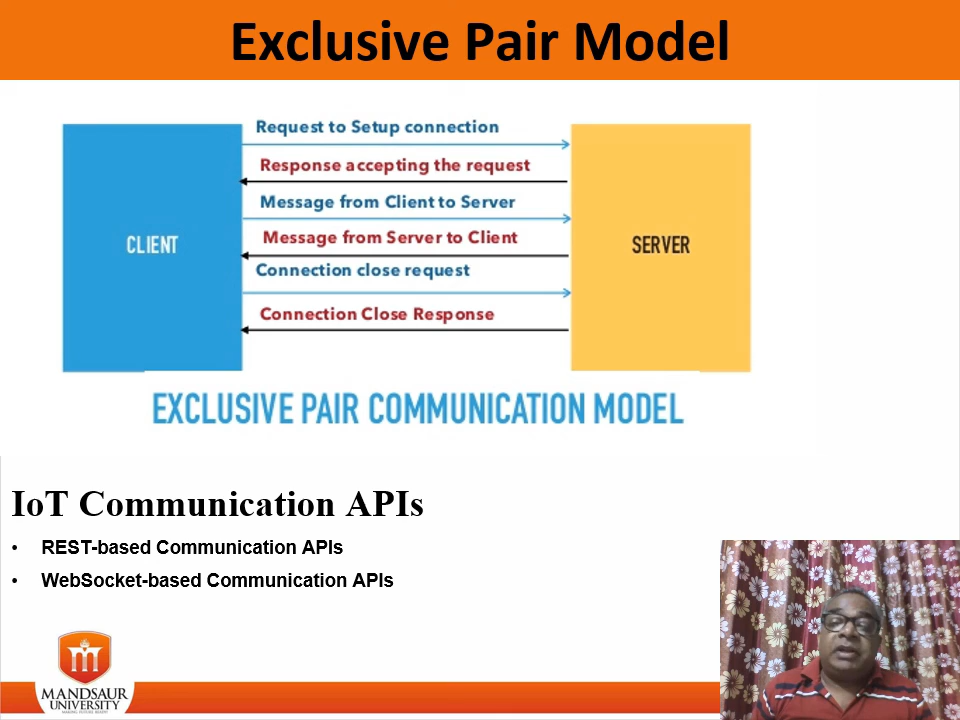 Exclusive Pair Model
Request to Setup connection
Response accepting the request
Message from Client to Server
Message from Server to Client
Connection close request
Connection Close Response
CLIENT
SERVER
EXCLUSIVE PAIR COMMUNICATION MODEL
IoT Communication APIs
• REST-based Communication APIs
• WebSocket-based Communication APIs
MANDSAUR
UNIVERSITY